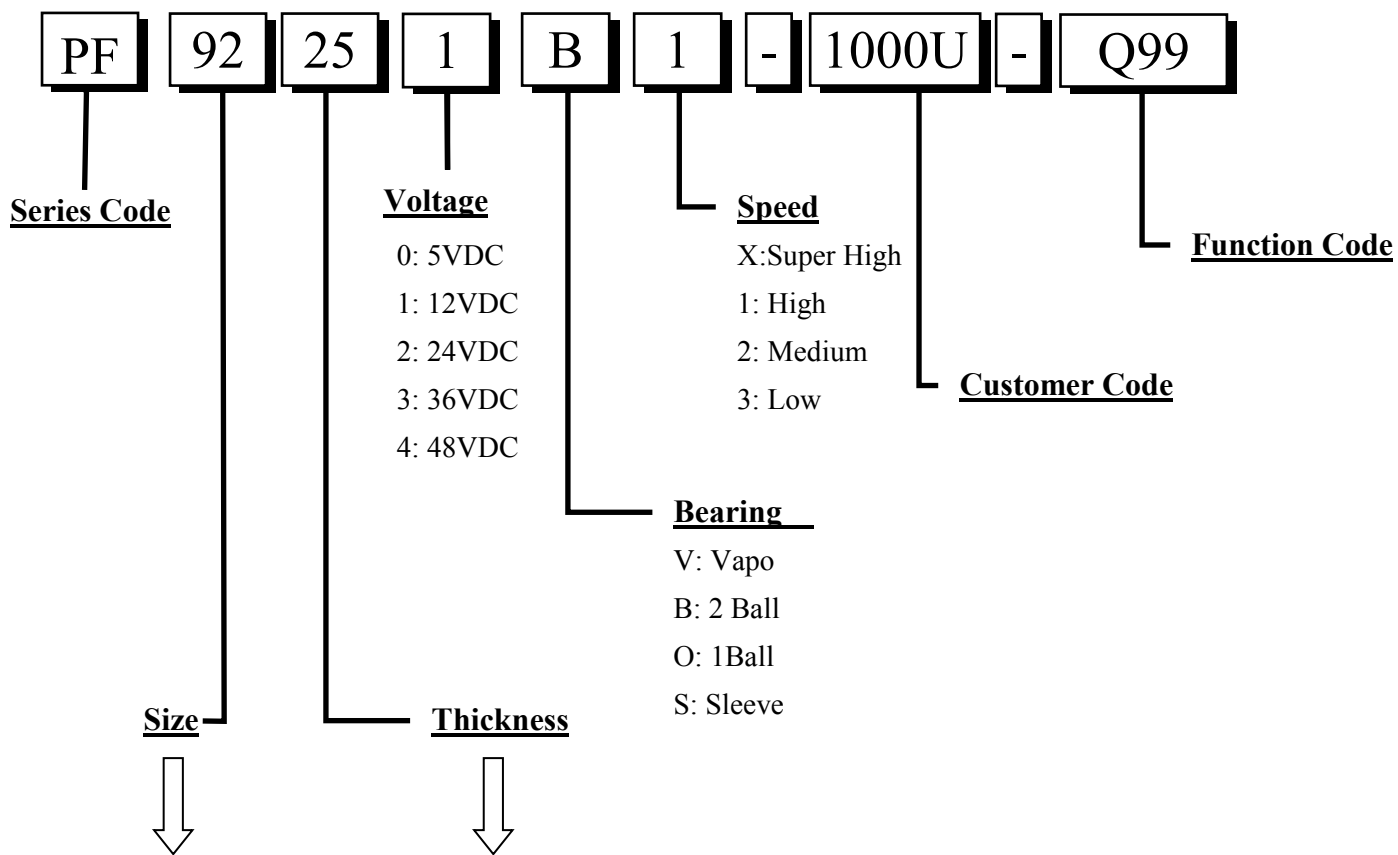 PF 92 25 1 B 1 - 1000U - Q99
Series Code
Voltage
0: 5VDC
1: 12VDC
2: 24VDC
3: 36VDC
4: 48VDC
Speed
X:Super High
1: High
2: Medium
3: Low
Function Code
Customer Code
Bearing
V: Vapo
B: 2 Ball
O: 1Ball
S: Sleeve
Size
Thickness